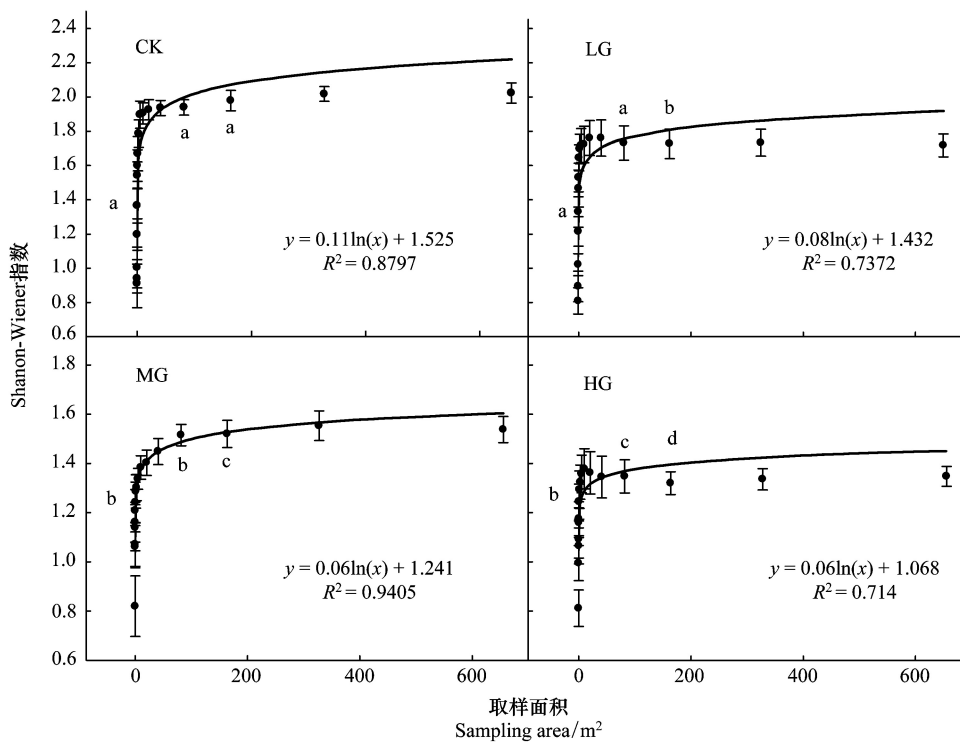 Shanon-Wiener指数
2.4
2.2
2.0
1.8
1.6
1.4
1.2
1.0
0.8
0.6
CK
a
a
a
y = 0.11ln(x) + 1.525
R² = 0.8797
LG
a
b
a
y = 0.08ln(x) + 1.432
R² = 0.7372
1.8
1.6
1.4
1.2
1.0
0.8
0.6
MG
b
b
c
y = 0.06ln(x) + 1.241
R² = 0.9405
HG
b
c
d
y = 0.06ln(x) + 1.068
R² = 0.714
0 200 400 600
0 200 400 600
取样面积
Sampling area/m²